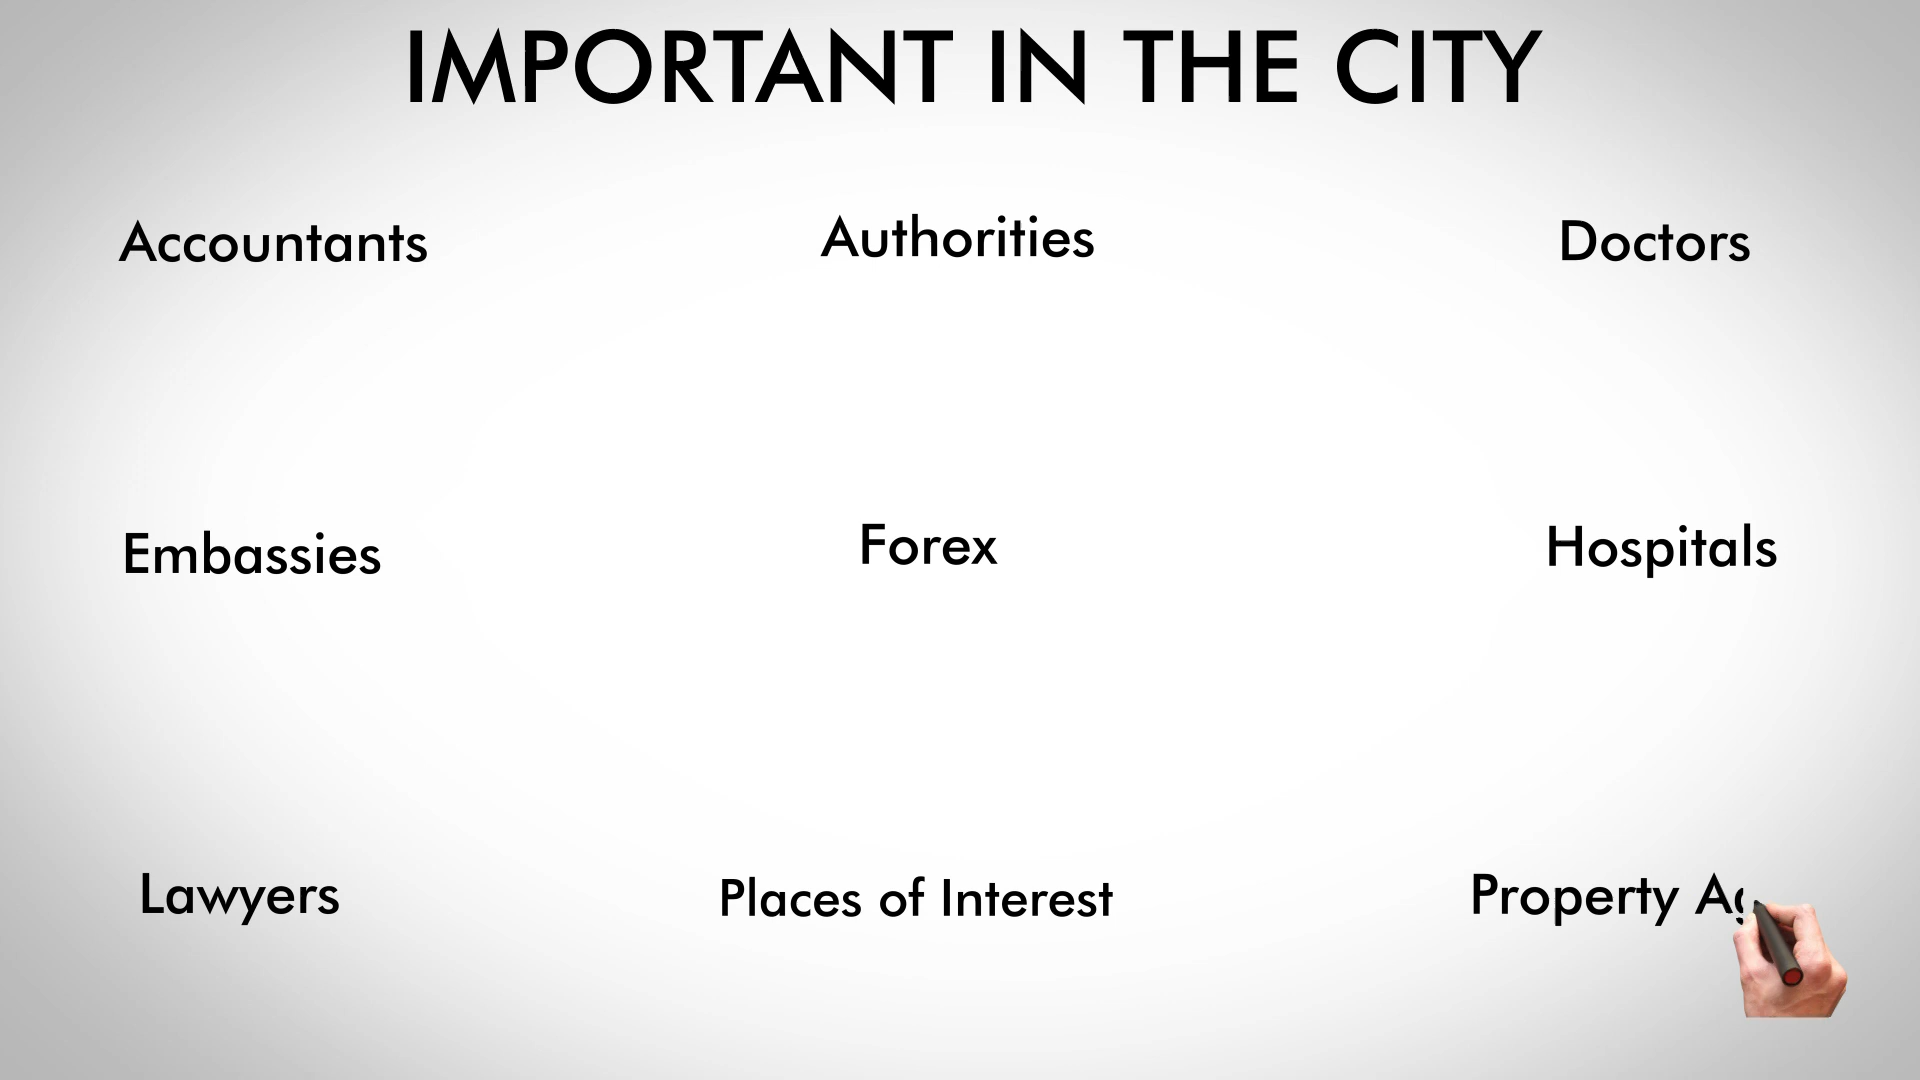 IMPORTANT IN THE CITY
Accountants
Authorities
Doctors
Embassies
Forex
Hospitals
Lawyers
Places of Interest
Property